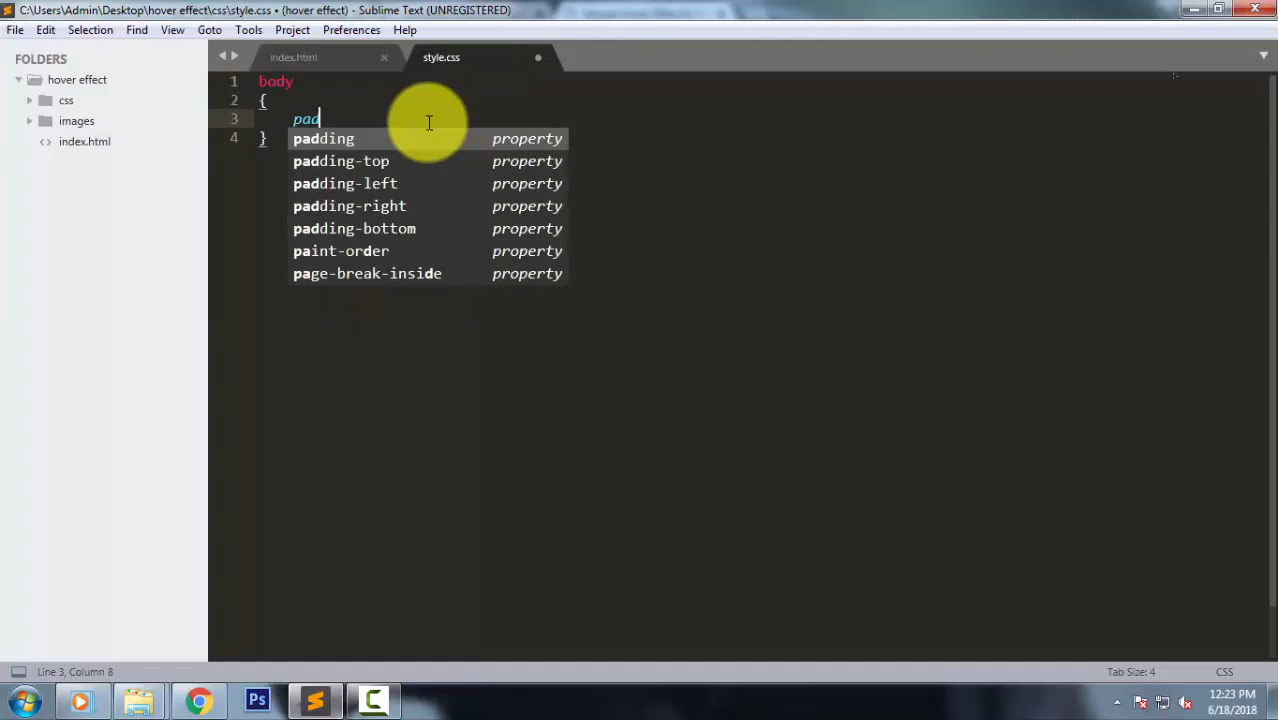 C:\Users\Admin\Desktop\hover effect\css\style.css • (hover effect) - Sublime Text (UNREGISTERED)
File Edit Selection Find View Goto Tools Project Preferences Help
FOLDERS
hover effect
css
images
index.html
index.html × style.css
1 body
2 {
3 pad
4 }
padding property
padding-top property
padding-left property
padding-right property
padding-bottom property
paint-order property
page-break-inside property
Line 3, Column 8 Tab Size: 4 CSS
Ps
C
12:23 PM
6/18/2018